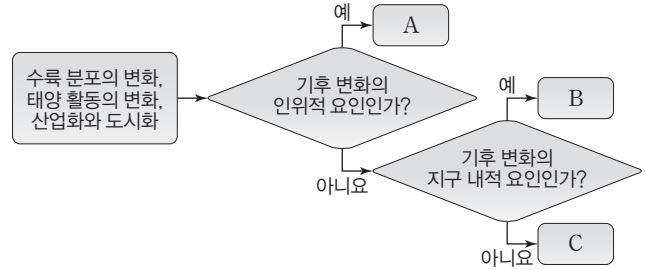 예
A
수륙 분포의 변화,
태양 활동의 변화,
산업화와 도시화
기후 변화의
인위적 요인인가?
예
B
아니요
기후 변화의
지구 내적 요인인가?
아니요
C